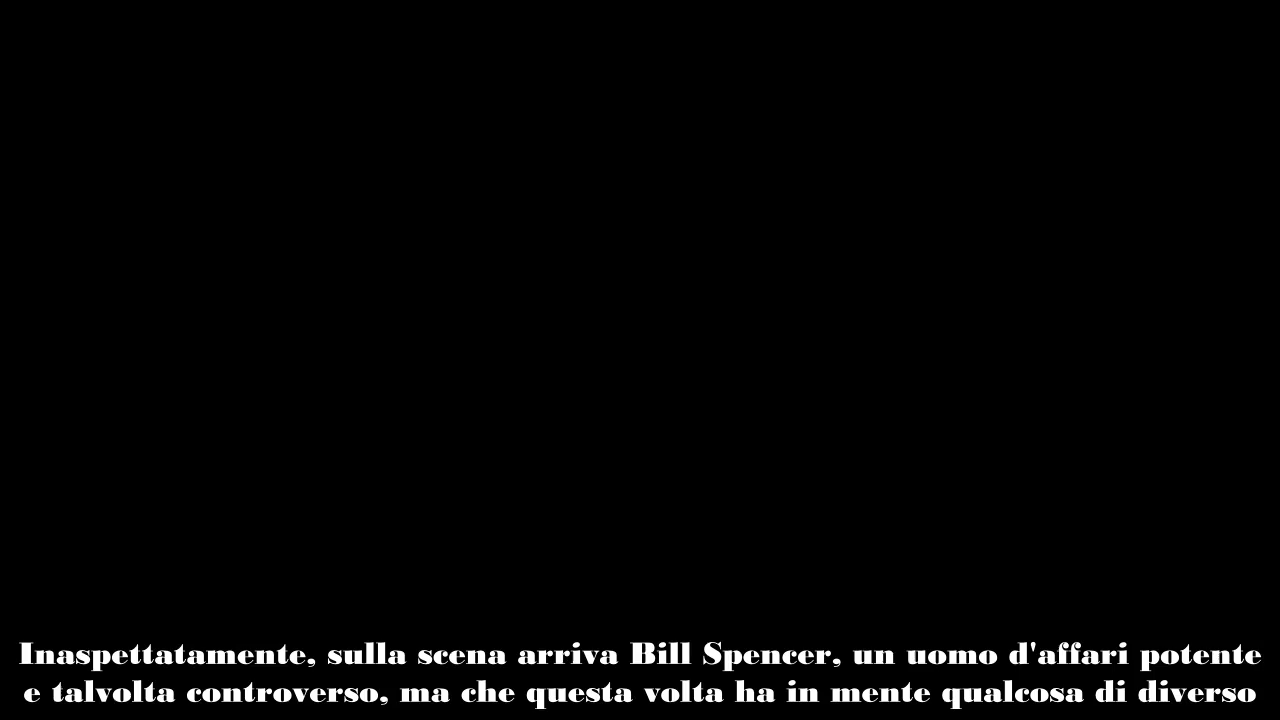 Inaspettatamente, sulla scena arriva Bill Spencer, un uomo d'affari potente
e talvolta controverso, ma che questa volta ha in mente qualcosa di diverso